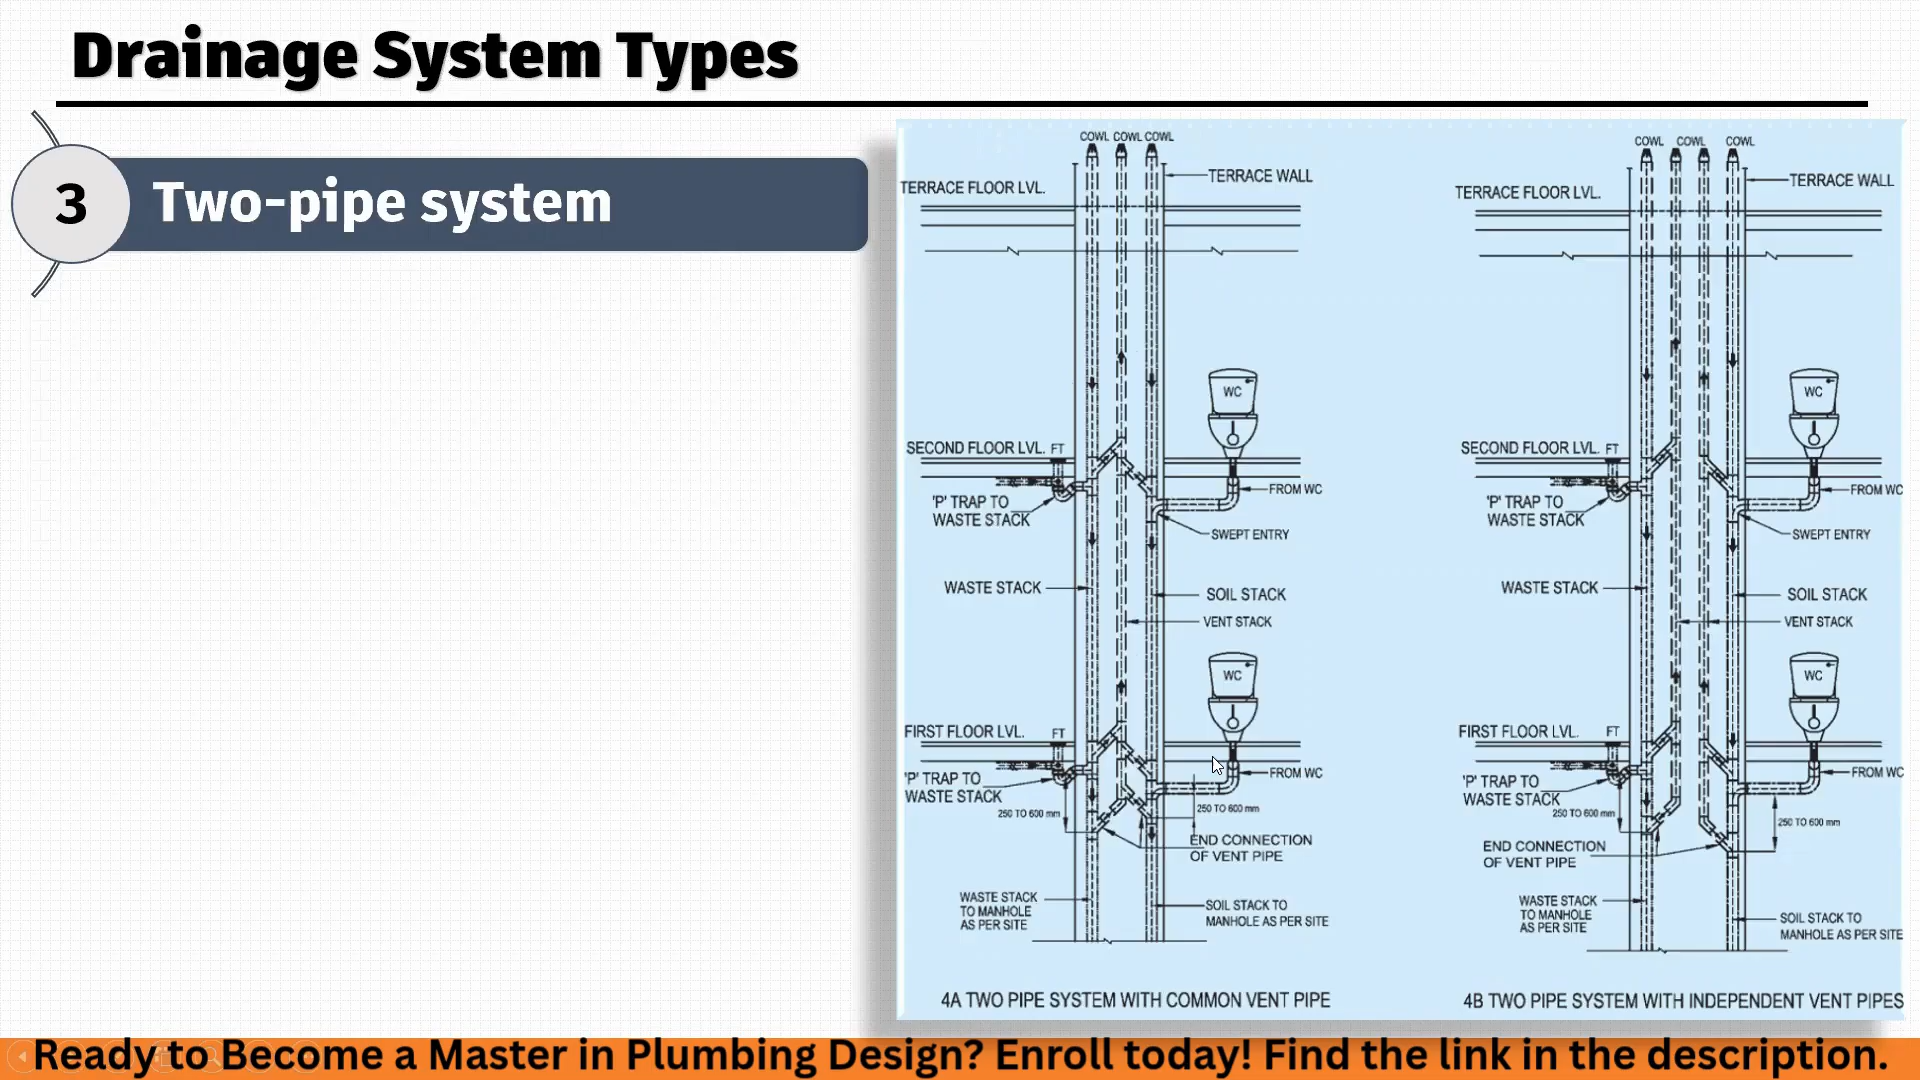 Drainage System Types
3
Two-pipe system
COWL COWL COWL
TERRACE WALL
TERRACE FLOOR LVL.
WC
SECOND FLOOR LVL. FT
FROM WC
'P' TRAP TO
WASTE STACK
SWEPT ENTRY
WASTE STACK
SOIL STACK
VENT STACK
WC
FIRST FLOOR LVL. FT
FROM WC
'P' TRAP TO
WASTE STACK
250 TO 600 mm
250 TO 600 mm
END CONNECTION
OF VENT PIPE
WASTE STACK
TO MANHOLE
AS PER SITE
SOIL STACK TO
MANHOLE AS PER SITE
4A TWO PIPE SYSTEM WITH COMMON VENT PIPE
COWL COWL COWL
TERRACE WALL
TERRACE FLOOR LVL.
WC
SECOND FLOOR LVL. FT
FROM WC
'P' TRAP TO
WASTE STACK
SWEPT ENTRY
WASTE STACK
SOIL STACK
VENT STACK
WC
FIRST FLOOR LVL. FT
FROM WC
'P' TRAP TO
WASTE STACK
250 TO 600 mm
250 TO 600 mm
END CONNECTION
OF VENT PIPE
WASTE STACK
TO MANHOLE
AS PER SITE
SOIL STACK TO
MANHOLE AS PER SITE
4B TWO PIPE SYSTEM WITH INDEPENDENT VENT PIPES
Ready to Become a Master in Plumbing Design? Enroll today! Find the link in the description.